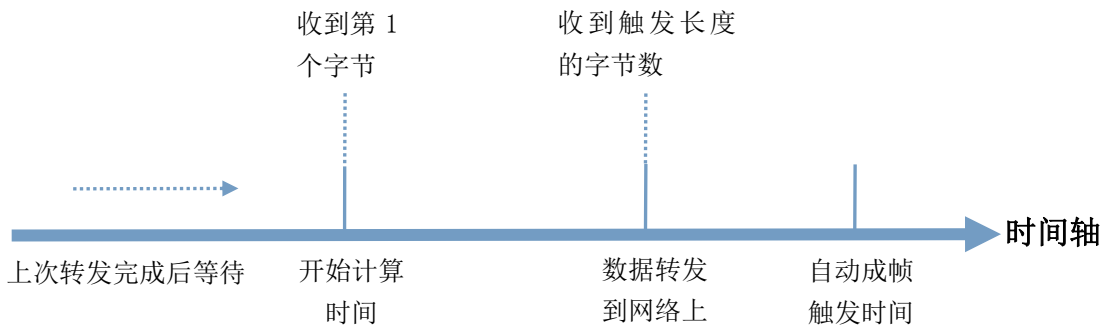 收到第 1
个字节
收到触发长度
的字节数
时间轴
上次转发完成后等待
开始计算
时间
数据转发
到网络上
自动成帧
触发时间